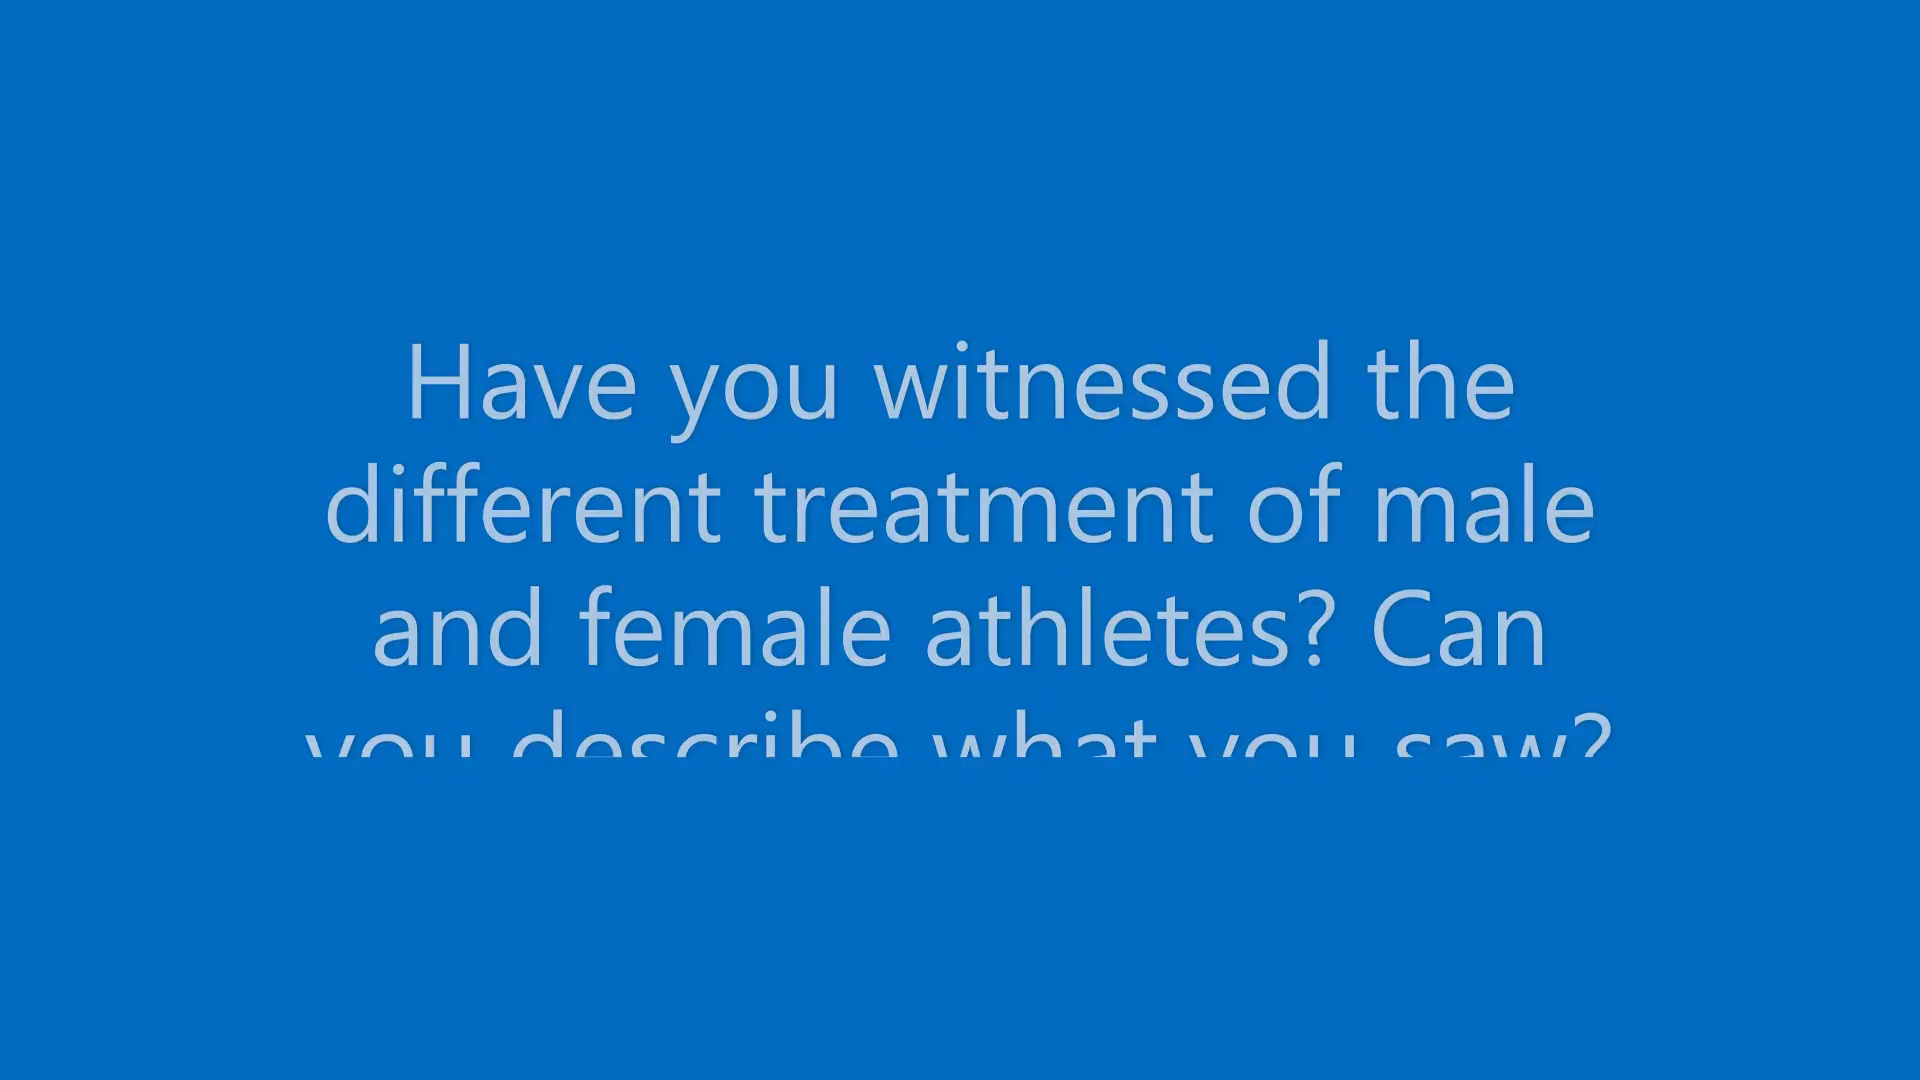 Have you witnessed the
different treatment of male
and female athletes? Can
you describe what you saw?